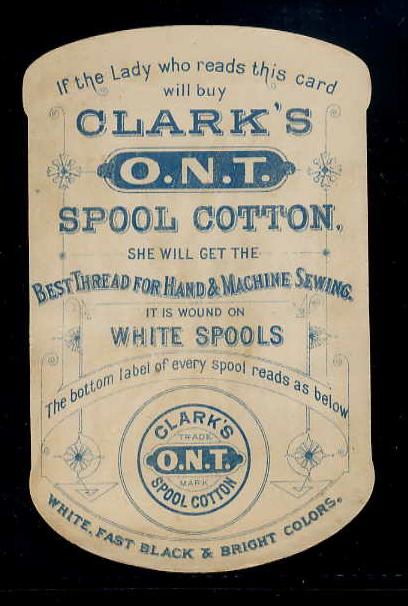 If the Lady who reads this card
will buy
CLARK'S
O.N.T.
SPOOL COTTON.
SHE WILL GET THE
BEST THREAD FOR HAND & MACHINE SEWING.
IT IS WOUND ON
WHITE SPOOLS
The bottom label of every spool reads as below
CLARK'S
TRADE
O.N.T.
MARK
SPOOL COTTON
WHITE, FAST BLACK & BRIGHT COLORS.